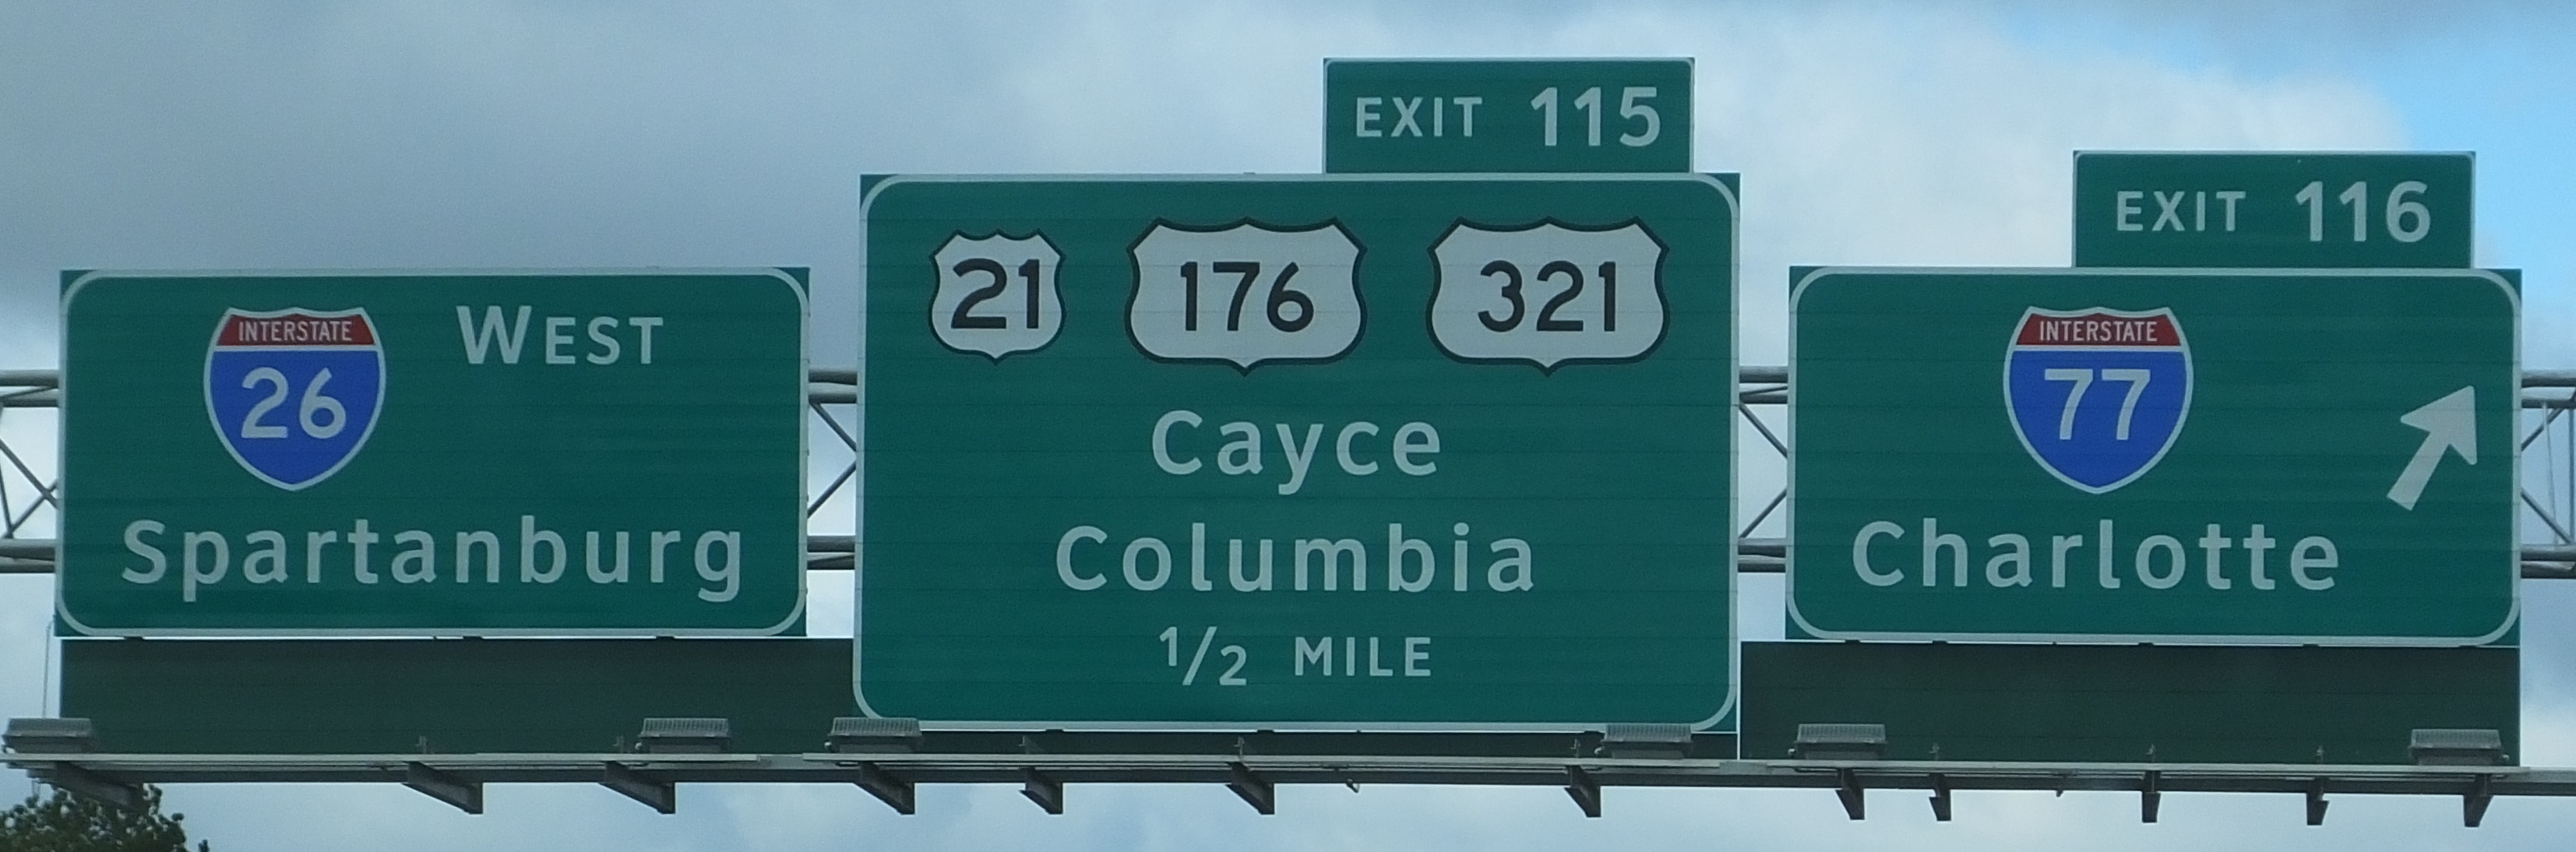 INTERSTATE
26
WEST
Spartanburg
EXIT 115
21 176 321
Cayce
Columbia
1/2 MILE
EXIT 116
INTERSTATE
77
Charlotte